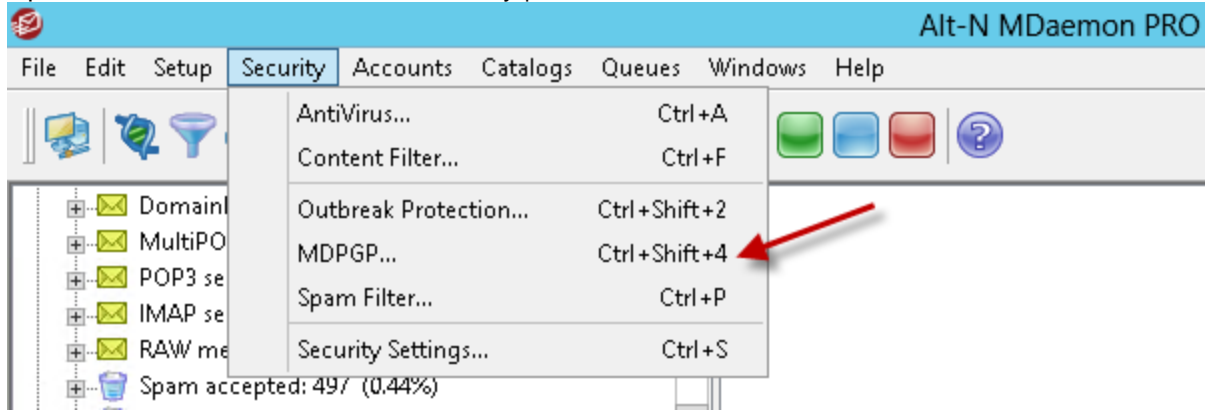 Alt-N MDaemon PRO
File Edit Setup Security Accounts Catalogs Queues Windows Help
AntiVirus... Ctrl+A
Content Filter... Ctrl+F
Outbreak Protection... Ctrl+Shift+2
MultiPO
MDPGP... Ctrl+Shift+4
POP3 se
Spam Filter... Ctrl+P
IMAP se
RAW me
Security Settings... Ctrl+S
Spam accepted: 497 (0.44%)